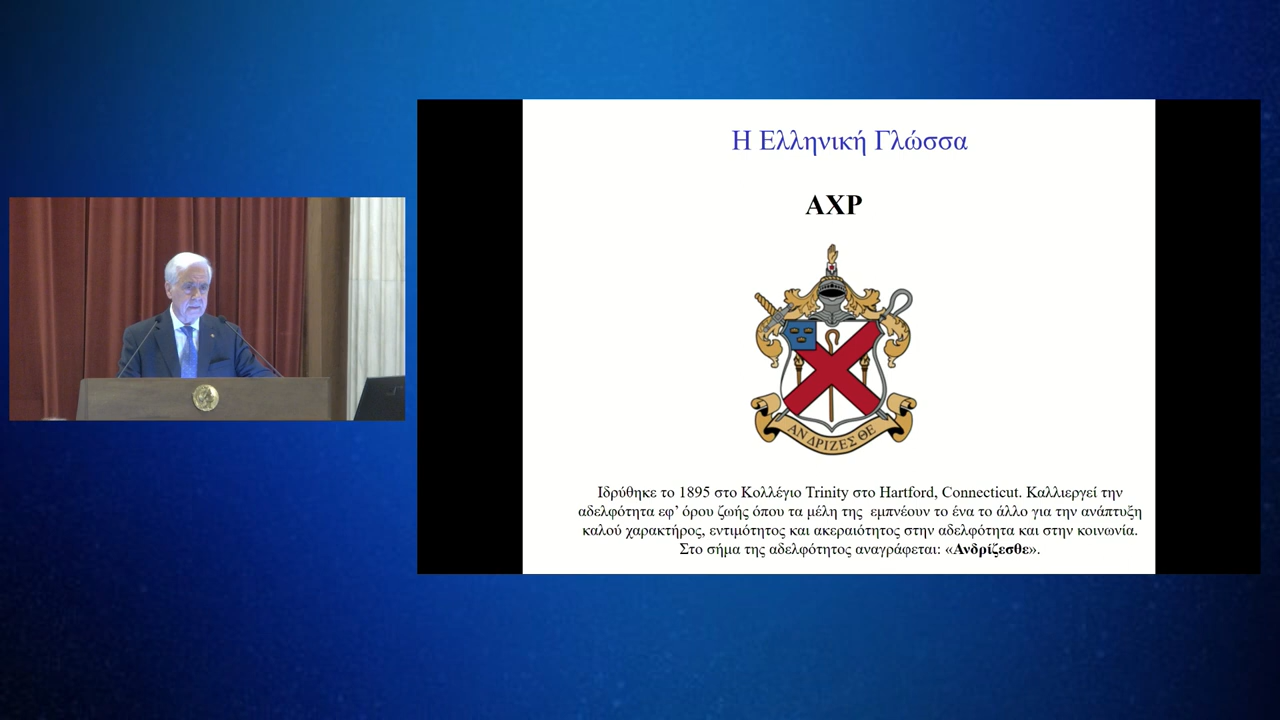 Η Ελληνική Γλώσσα
ΑΧΡ
ΑΝΔΡΙΖΕΣΘΕ
Ιδρύθηκε το 1895 στο Κολλέγιο Trinity στο Hartford, Connecticut. Καλλιεργεί την
αδελφότητα εφ’ όρου ζωής όπου τα μέλη της εμπνέουν το ένα το άλλο για την ανάπτυξη
καλού χαρακτήρος, εντιμότητος και ακεραιότητος στην αδελφότητα και στην κοινωνία.
Στο σήμα της αδελφότητος αναγράφεται: «Ανδρίζεσθε».